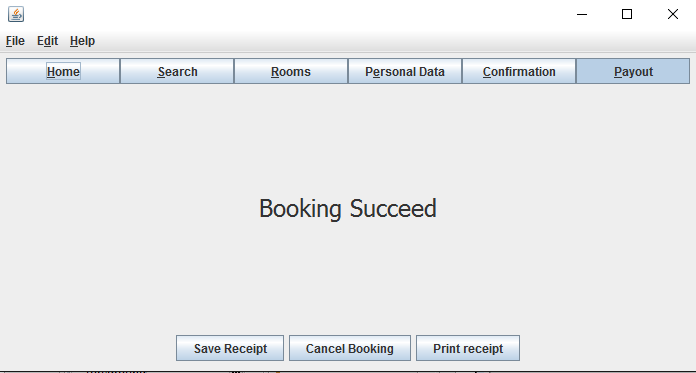 File Edit Help
Home Search Rooms Personal Data Confirmation Payout
Booking Succeed
Save Receipt Cancel Booking Print receipt